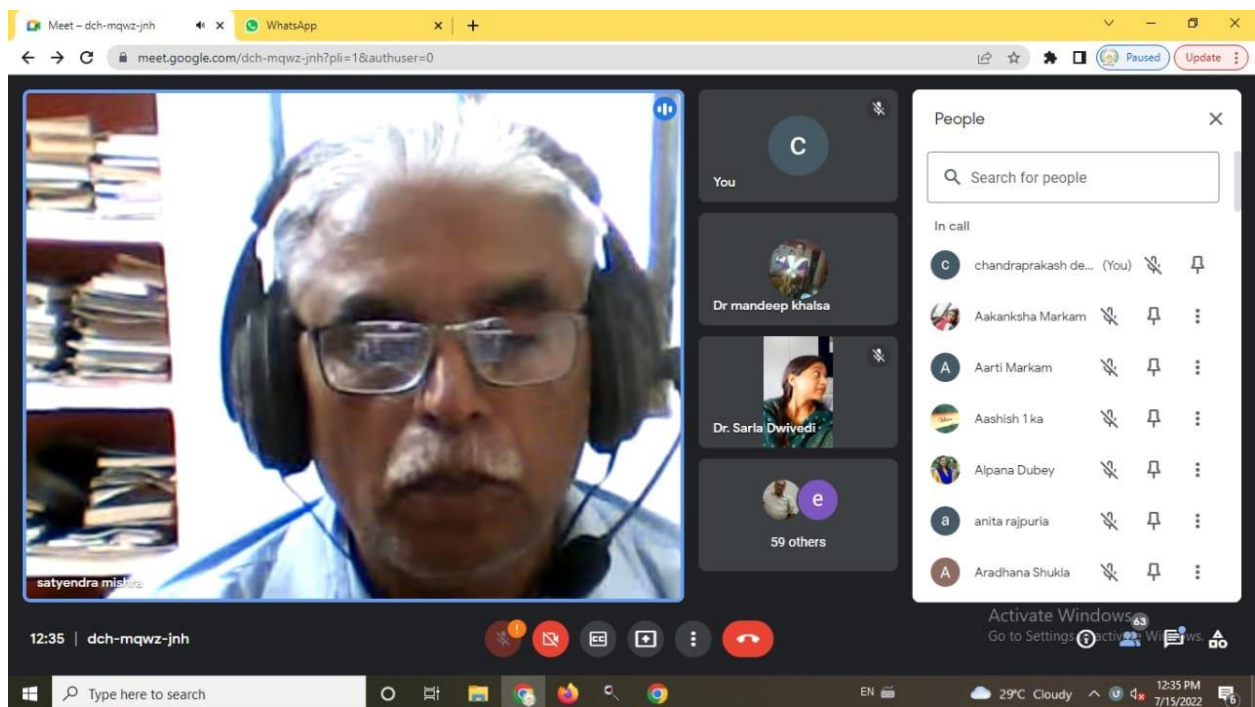 Meet – dch-mqwz-jnh
WhatsApp
meet.google.com/dch-mqwz-jnh?pli=1&authuser=0
Paused
Update
satyendra mishra
C
You
Dr mandeep khalsa
Dr. Sarla Dwivedi
e
59 others
People
Search for people
In call
c chandraprakash de... (You)
Aakanksha Markam
A Aarti Markam
Aashish 1 ka
Alpana Dubey
a anita rajpuria
A Aradhana Shukla
Activate Windows
Go to Settings
63
12:35 | dch-mqwz-jnh
CC
Type here to search
EN
29°C Cloudy
12:35 PM
7/15/2022
6